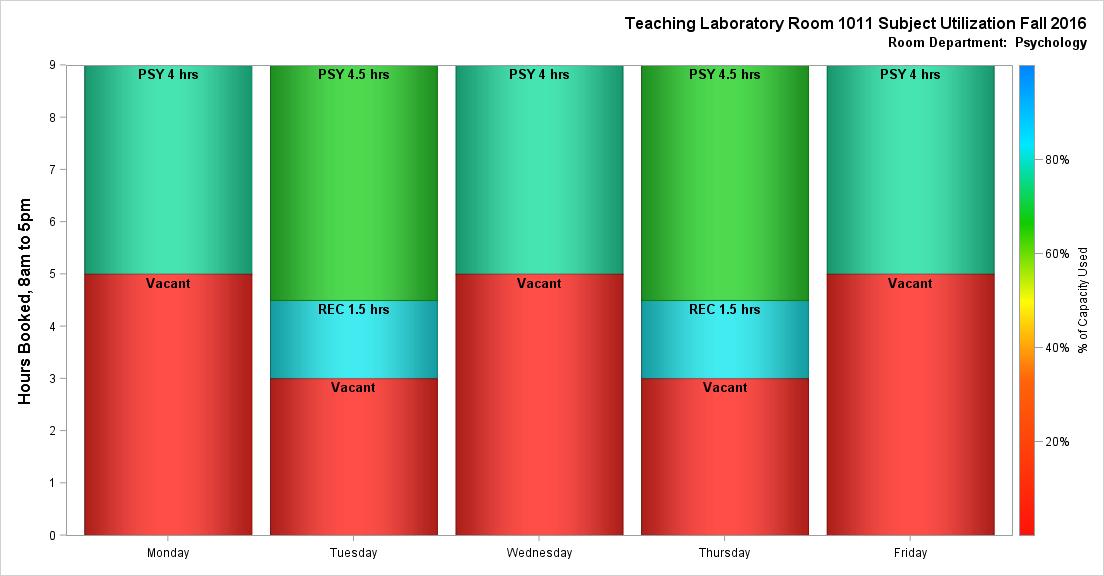 Teaching Laboratory Room 1011 Subject Utilization Fall 2016
Room Department: Psychology
Hours Booked, 8am to 5pm
9
8
7
6
5
4
3
2
1
0
PSY 4 hrs
Vacant
PSY 4.5 hrs
REC 1.5 hrs
Vacant
PSY 4 hrs
Vacant
PSY 4.5 hrs
REC 1.5 hrs
Vacant
PSY 4 hrs
Vacant
Monday
Tuesday
Wednesday
Thursday
Friday
80%
60%
40%
20%
% of Capacity Used